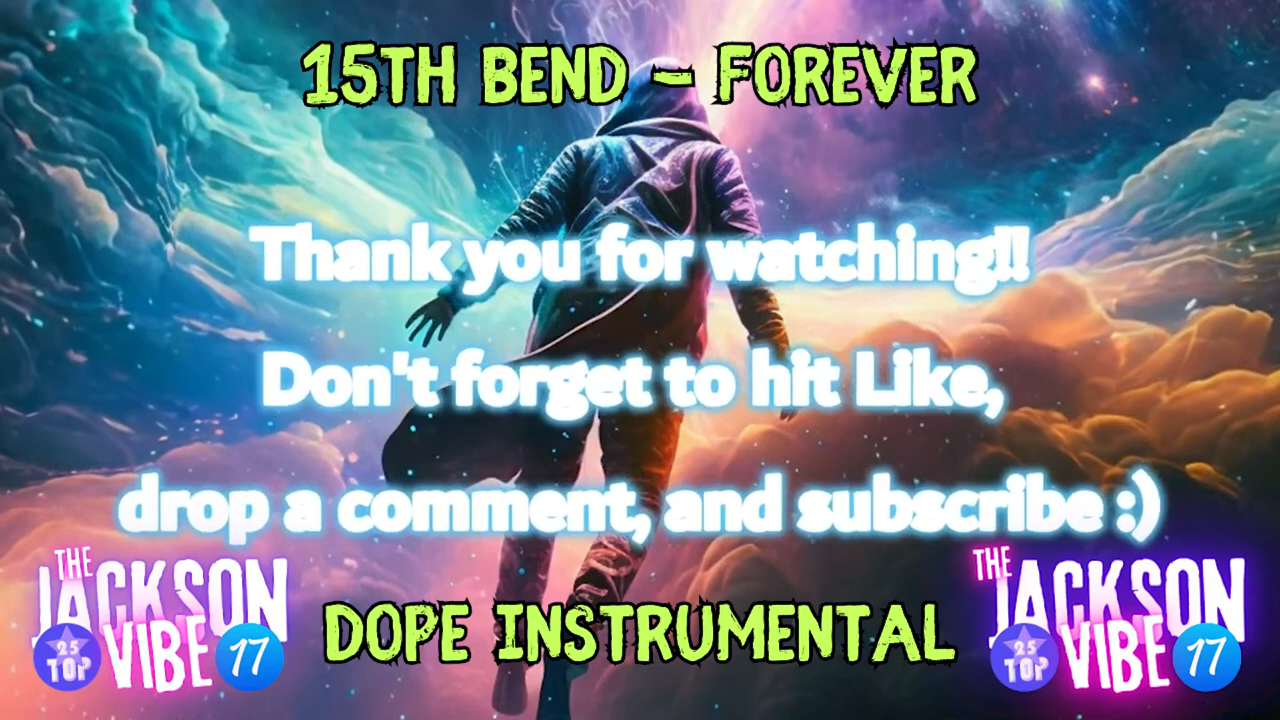 15TH BEND – FOREVER
Thank you for watching!!
Don't forget to hit Like,
drop a comment, and subscribe :)
THE
JACKSON
VIBE
25
TOP
17
DOPE INSTRUMENTAL
THE
JACKSON
VIBE
25
TOP
17